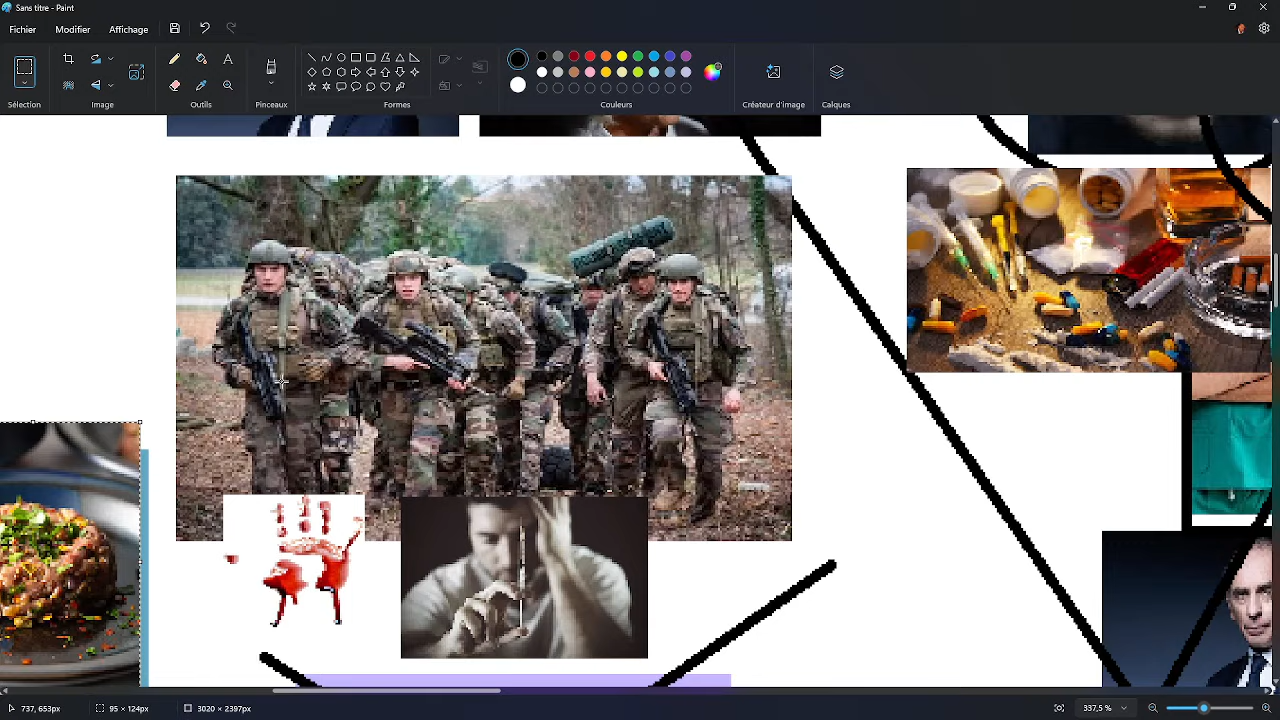 Sans titre - Paint
Fichier Modifier Affichage
A
Sélection Image Outils Pinceaux Formes Couleurs Créateur d'image Calques
737, 653px 95 × 124px 3020 × 2397px 337,5 %